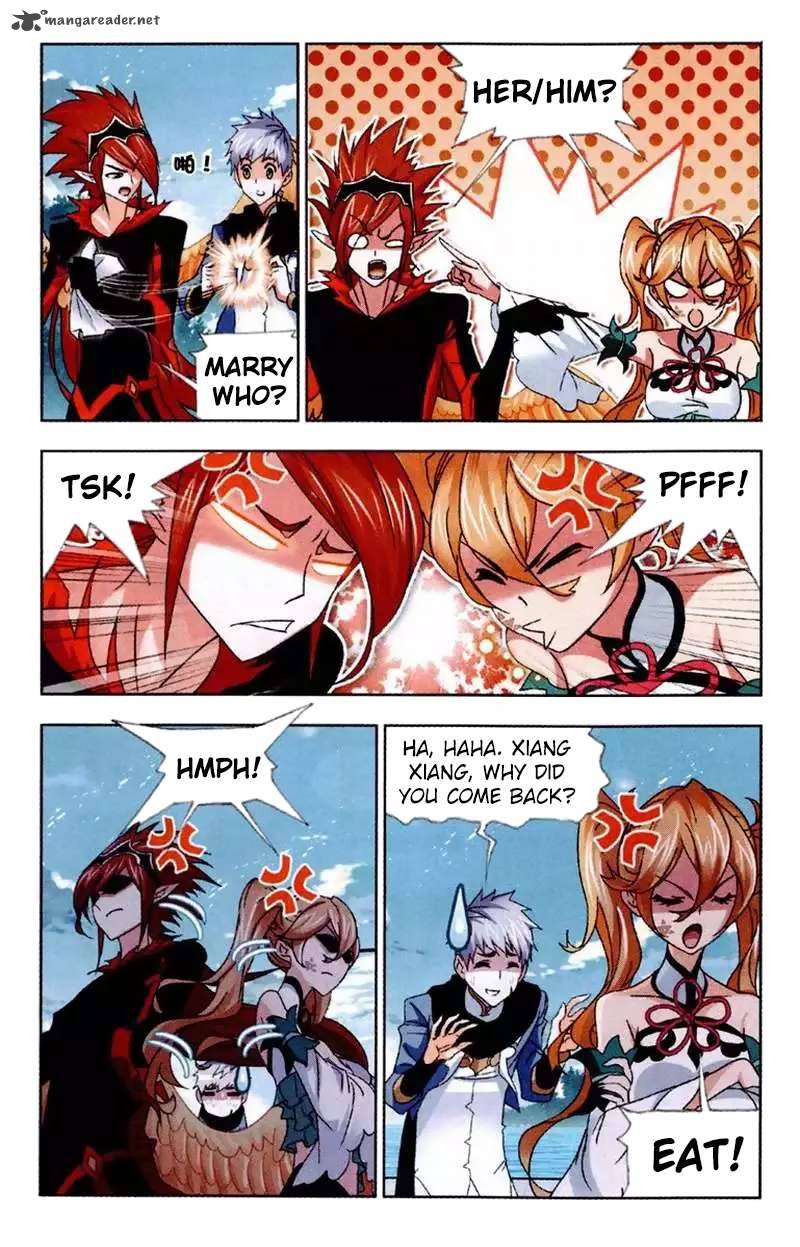 mangareader.net
MARRY
WHO?
HER/HIM?
TSK!
PFFF!
HMPH!
HA, HAHA. XIANG
XIANG, WHY DID
YOU COME BACK?
EAT!